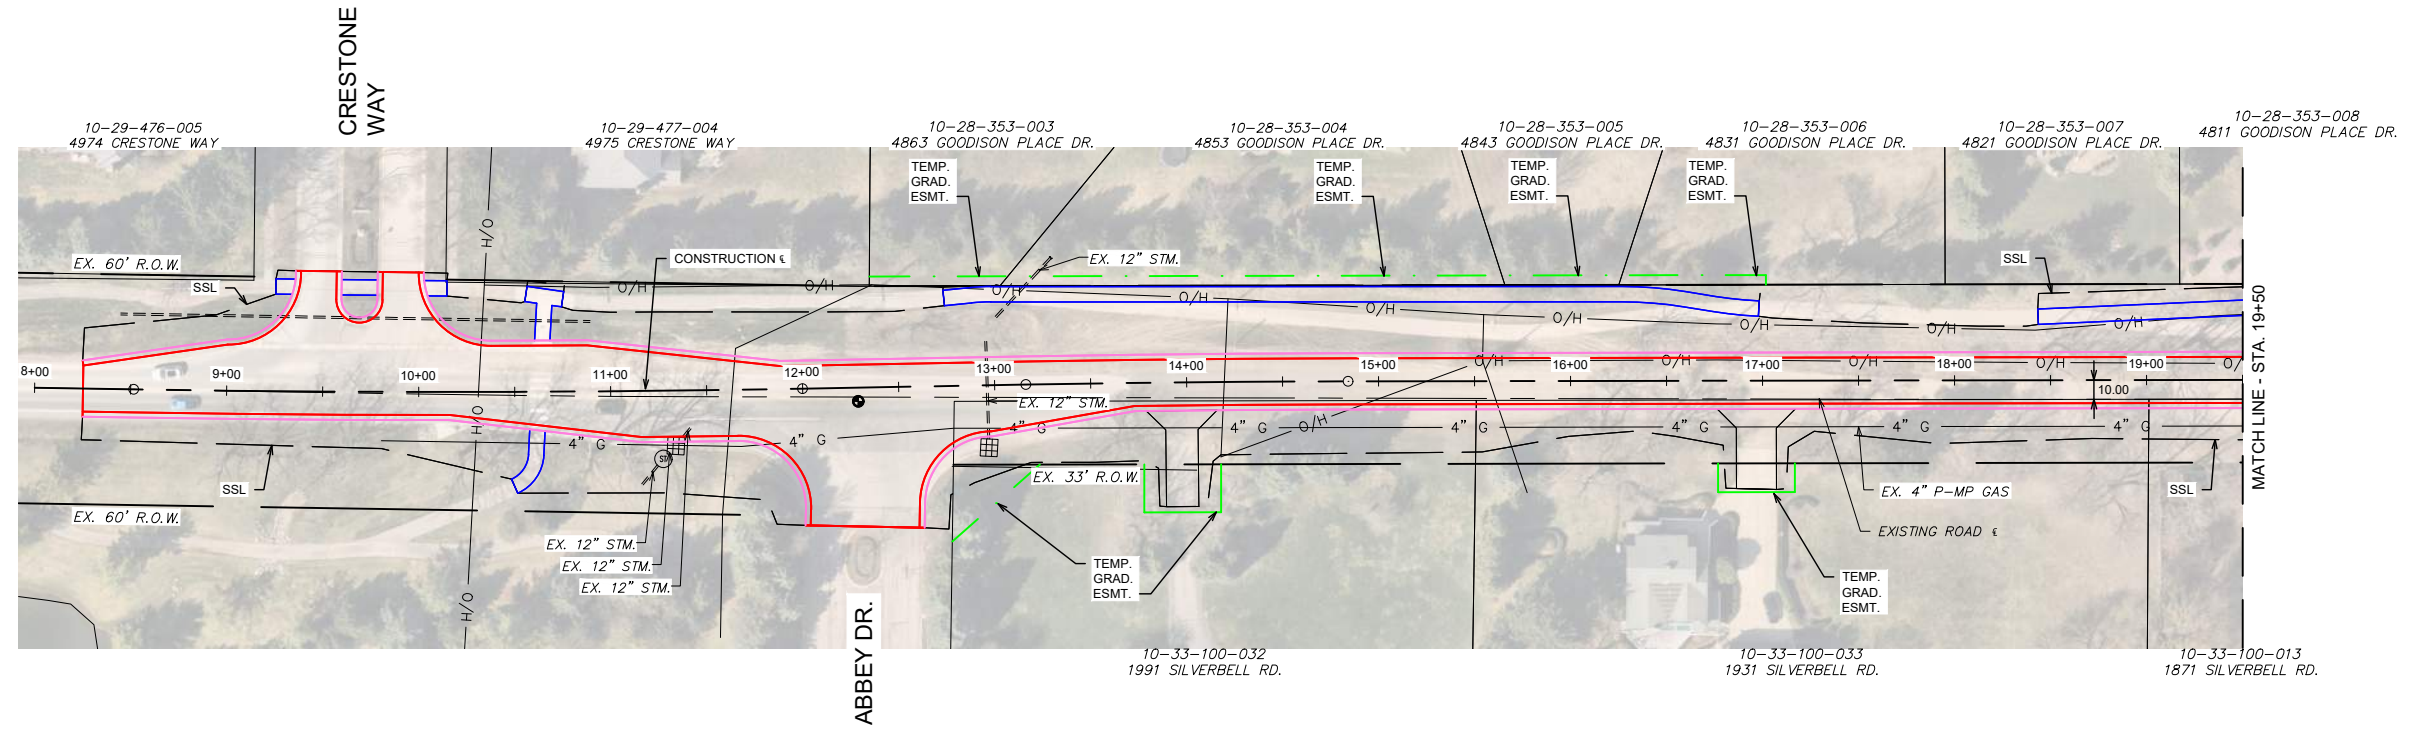 CRESTONE
WAY
10-29-476-005
4974 CRESTONE WAY
10-29-477-004
4975 CRESTONE WAY
10-28-353-003
4863 GOODISON PLACE DR.
10-28-353-004
4853 GOODISON PLACE DR.
10-28-353-005
4843 GOODISON PLACE DR.
10-28-353-006
4831 GOODISON PLACE DR.
10-28-353-007
4821 GOODISON PLACE DR.
10-28-353-008
4811 GOODISON PLACE DR.
TEMP.
GRAD.
ESMT.
TEMP.
GRAD.
ESMT.
TEMP.
GRAD.
ESMT.
TEMP.
GRAD.
ESMT.
O/H
EX. 60' R.O.W.
SSL
CONSTRUCTION ℄
EX. 12" STM.
SSL
O/H
O/H
O/H
O/H
O/H
O/H
O/H
O/H
O/H
O/H
O/H
O/H
O/H
O/H
O/
8+00
9+00
10+00
11+00
12+00
13+00
14+00
15+00
16+00
17+00
18+00
19+00
10.00
MATCH LINE - STA. 19+50
EX. 12" STM.
O/H
4" G
4" G
4" G
4" G
O/H
4" G
4" G
4" G
4" G
ST
SSL
EX. 33' R.O.W.
EX. 4" P-MP GAS
SSL
EX. 60' R.O.W.
EXISTING ROAD ℄
EX. 12" STM.
EX. 12" STM.
EX. 12" STM.
TEMP.
GRAD.
ESMT.
TEMP.
GRAD.
ESMT.
O/H
ABBEY DR.
10-33-100-032
1991 SILVERBELL RD.
10-33-100-033
1931 SILVERBELL RD.
10-33-100-013
1871 SILVERBELL RD.